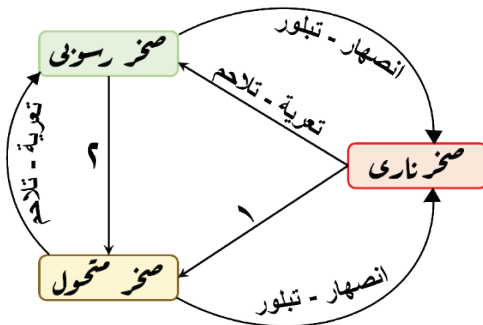 انصهار - تبلور
صخر رسوبى
تعرية - تلاحم
تعرية - تلاحم
٢
صخر نارى
١
صخر متحول
انصهار - تبلور